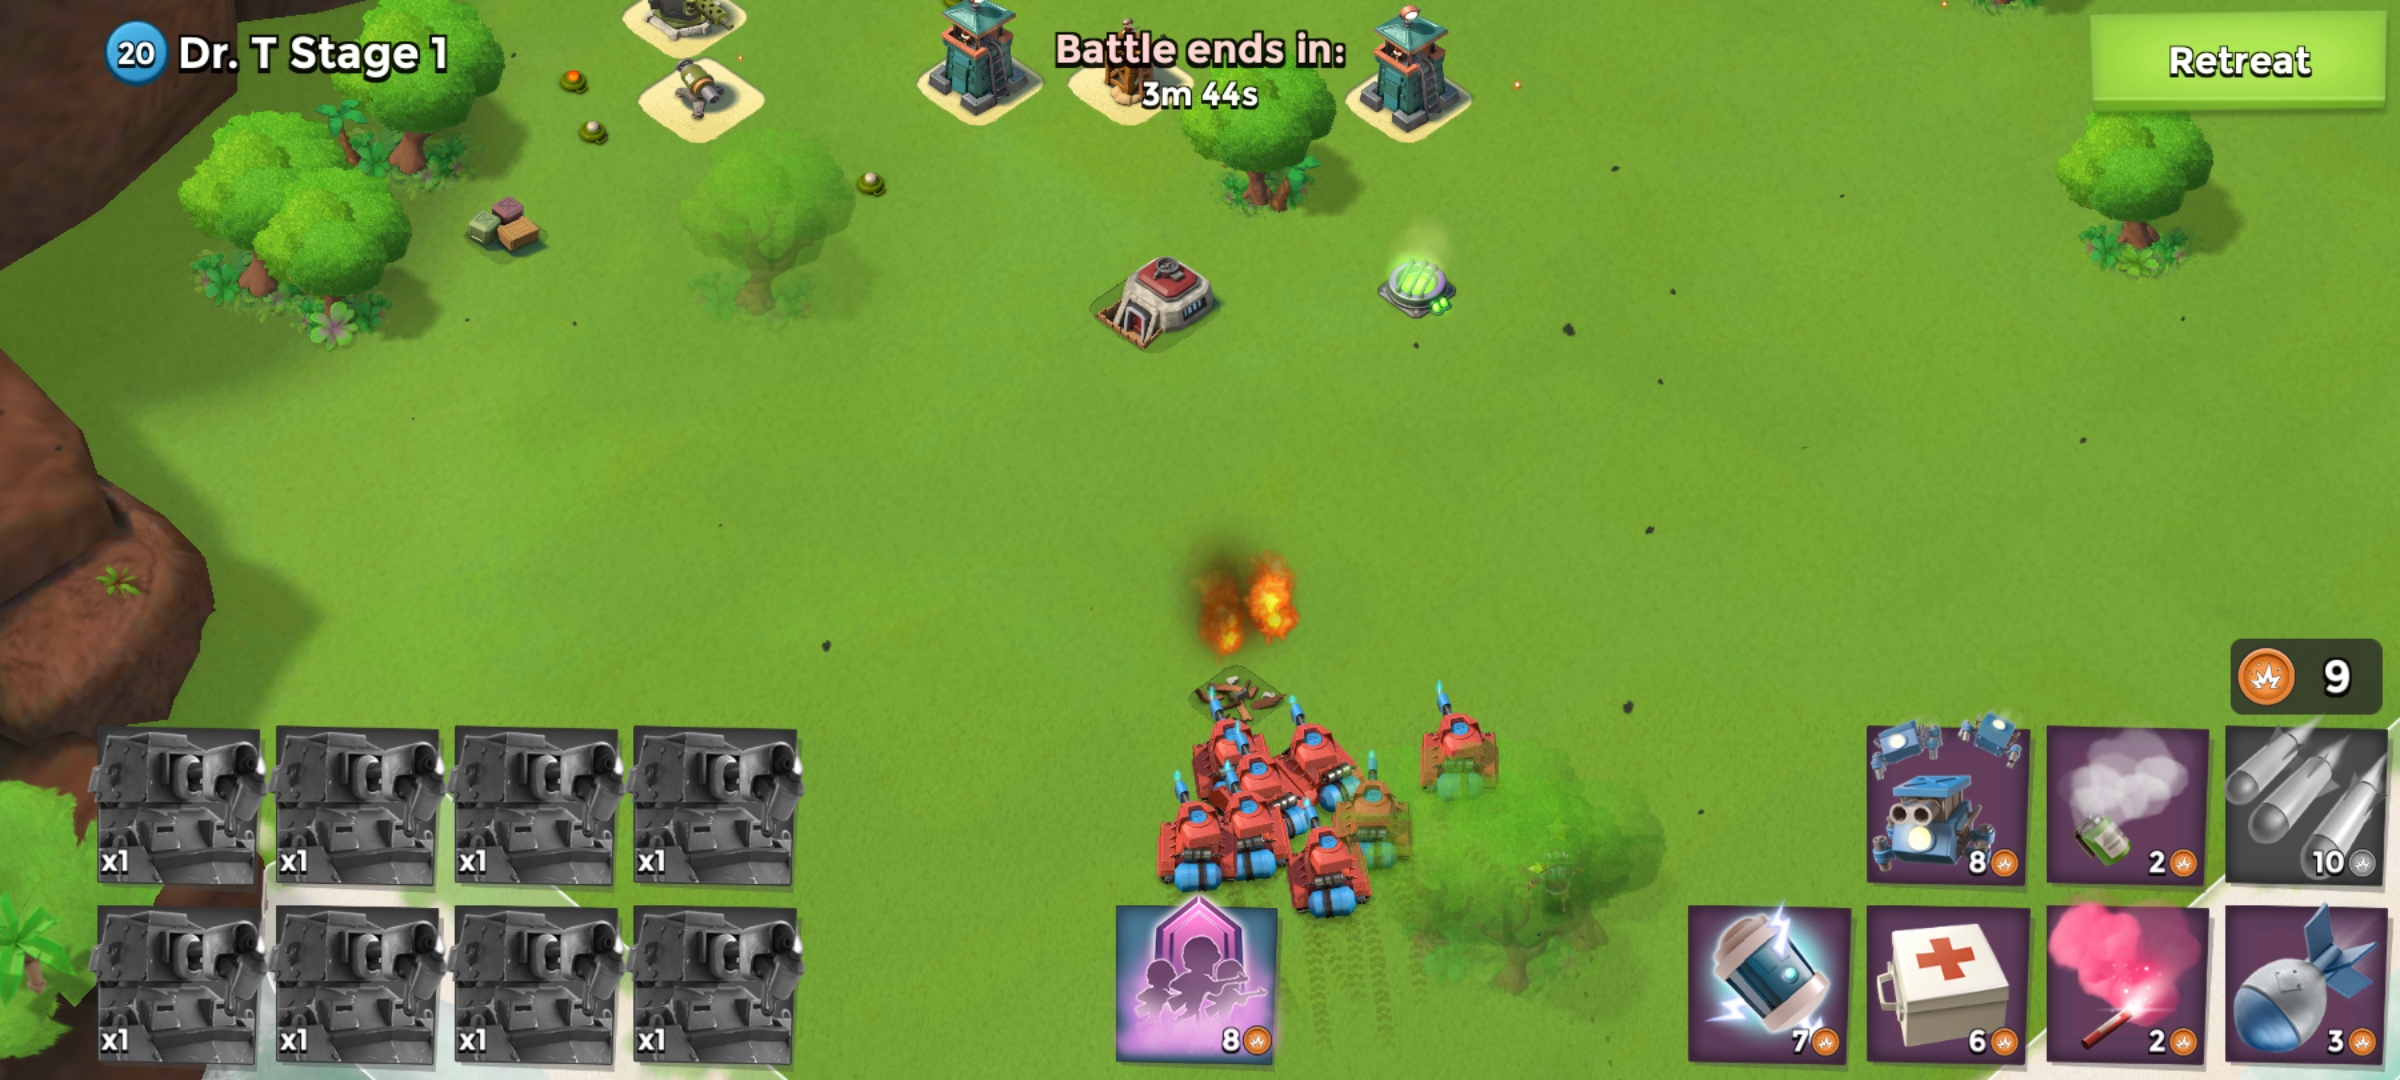 20 Dr. T Stage 1
Battle ends in:
3m 44s
Retreat
9
x1 x1 x1 x1
8 2 10
x1 x1 x1 x1
8
7 6 2 3